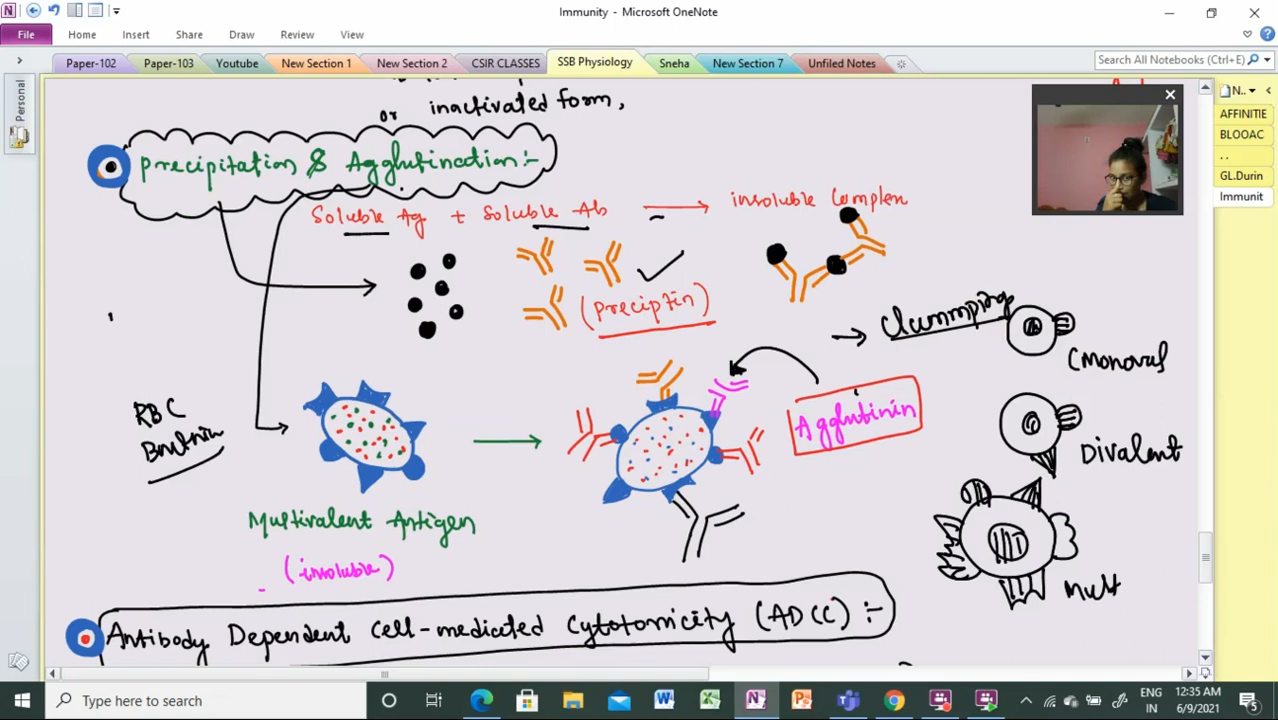 Immunity - Microsoft OneNote
File Home Insert Share Draw Review View
Paper-102 Paper-103 Youtube New Section 1 New Section 2 CSIR CLASSES SSB Physiology Sneha New Section 7 Unfiled Notes
Search All Notebooks (Ctrl+E)
Personal
N..
AFFINITIE
BLOOAC
. .
GL.Durin
Immunit
or inactivated form,
Precipitation & Agglutination :-
Soluble Ag + Soluble Ab → insoluble Complex
(Preciptin)
→ Clummping
(monoval
RBC
Agglutinin
Divalent
Multivalent Antigen
(insoluble)
Mult
Antibody Dependent Cell-mediated Cytotoxicity (ADCC) :-
Type here to search
ENG
IN
12:35 AM
6/9/2021
5